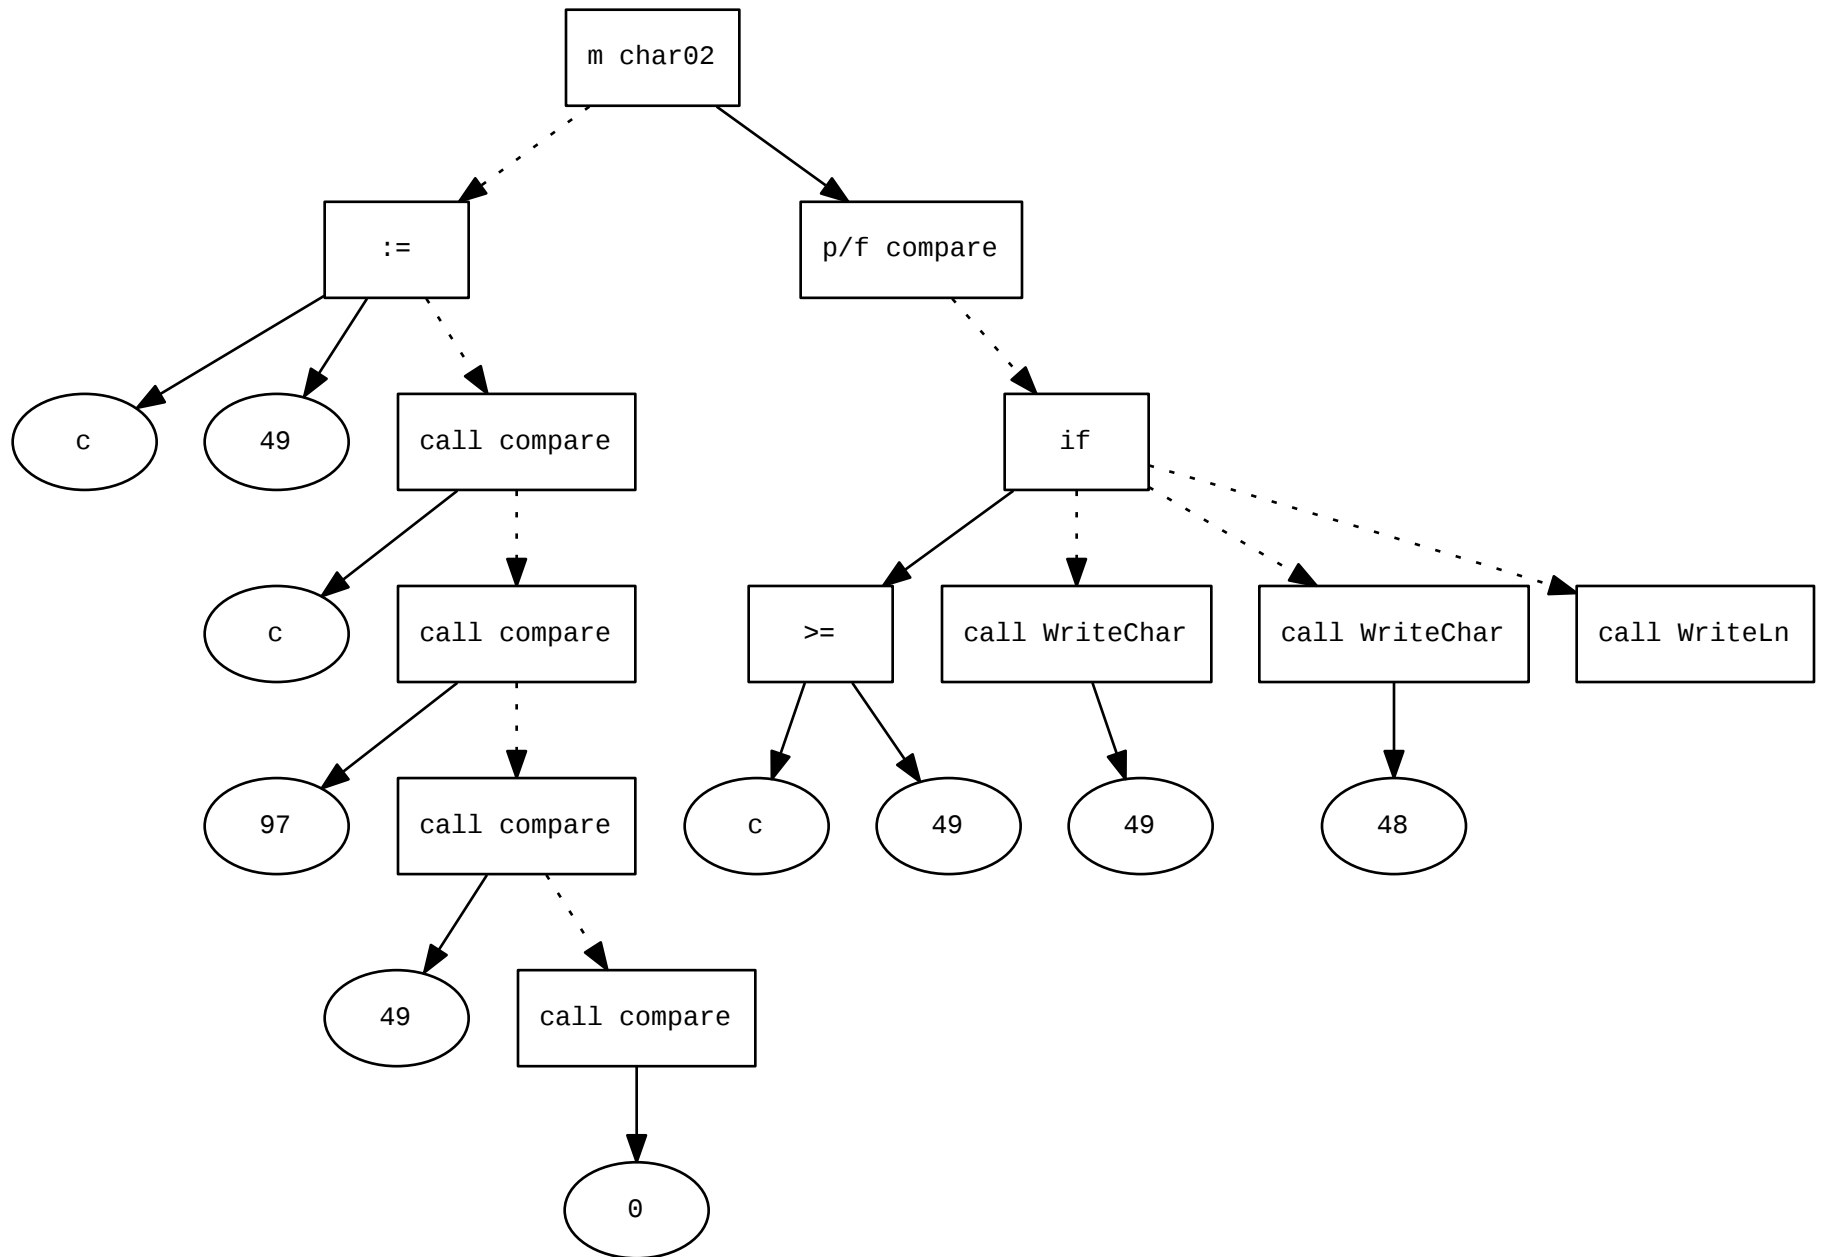 m char02
:=
p/f compare
c
49
call compare
if
c
call compare
>=
call WriteChar
call WriteChar
call WriteLn
97
call compare
c
49
49
48
49
call compare
0